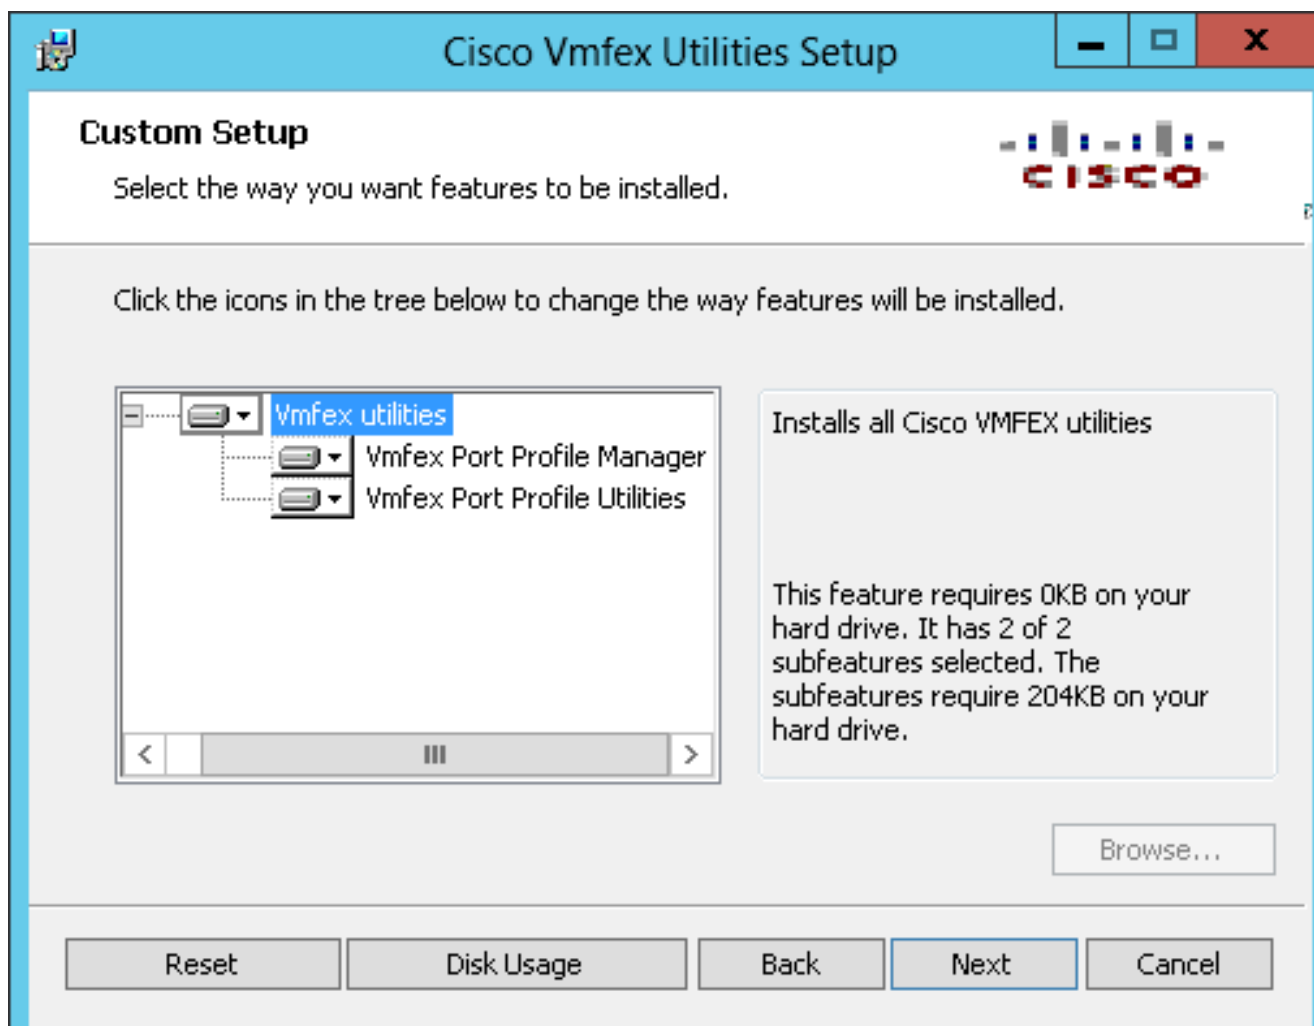 Cisco Vmfex Utilities Setup
Custom Setup
Select the way you want features to be installed.
CISCO
Click the icons in the tree below to change the way features will be installed.
Vmfex utilities
Vmfex Port Profile Manager
Vmfex Port Profile Utilities
Installs all Cisco VMFEX utilities
This feature requires 0KB on your
hard drive. It has 2 of 2
subfeatures selected. The
subfeatures require 204KB on your
hard drive.
Browse...
Reset
Disk Usage
Back
Next
Cancel